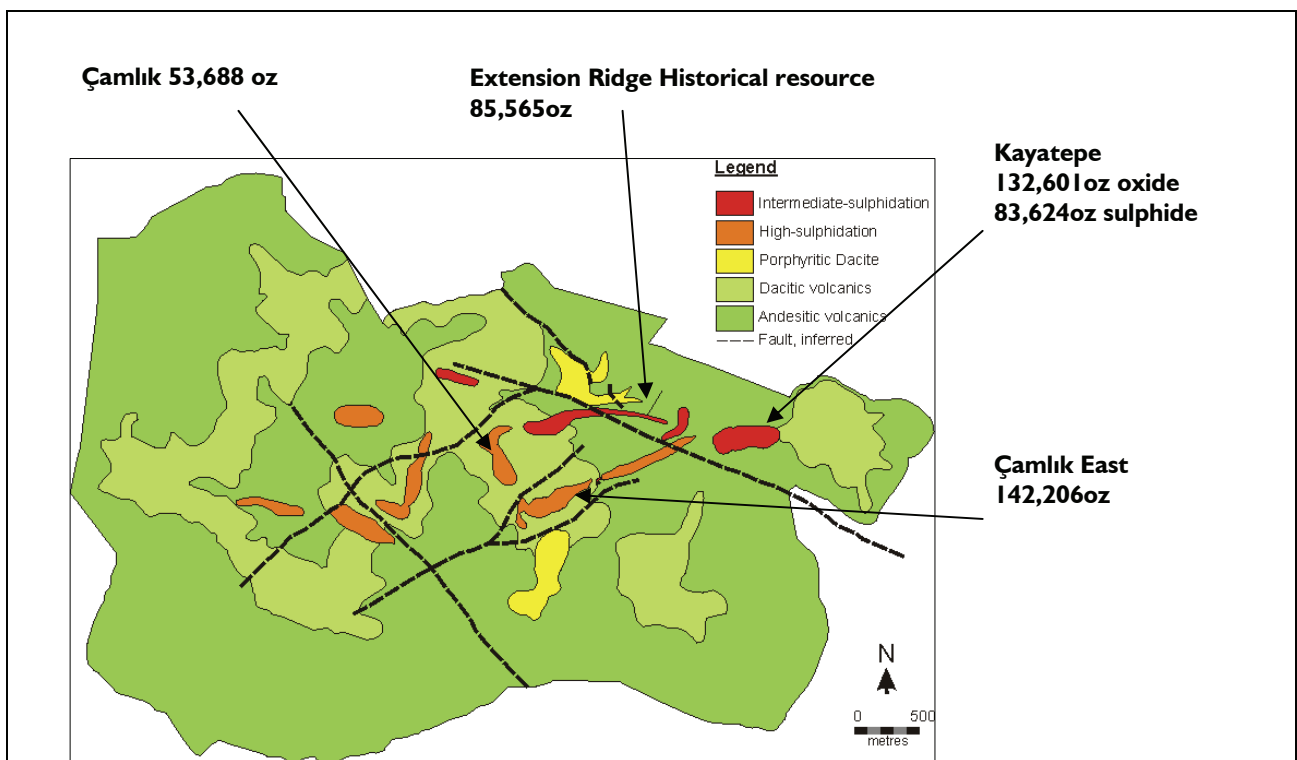 Çamlık 53,688 oz
Extension Ridge Historical resource
85,565oz
Kayatepe
132,601oz oxide
83,624oz sulphide
Legend
Intermediate-sulphidation
High-sulphidation
Porphyritic Dacite
Dacitic volcanics
Andesitic volcanics
Fault, inferred
Çamlık East
142,206oz
N
0 500
metres